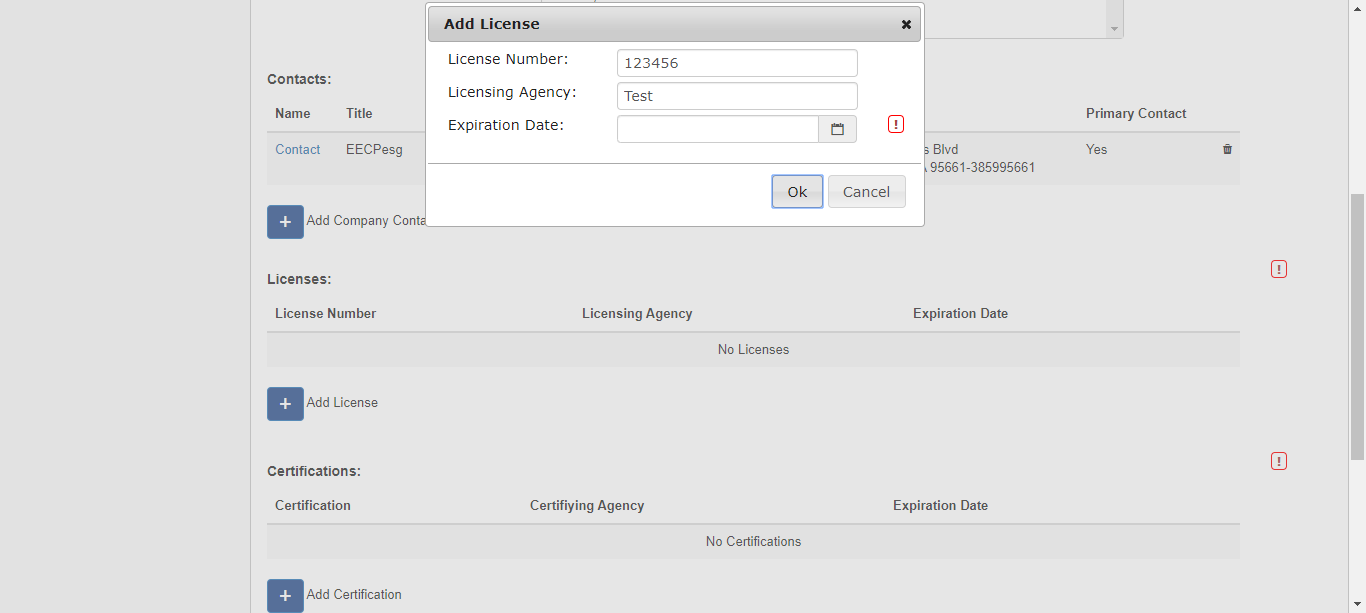 Add License
License Number:
123456
Licensing Agency:
Test
Expiration Date:
Ok
Cancel
Contacts:
Name Title Primary Contact
Contact EECPesg Blvd Yes
95661-385995661
Add Company Conta
Licenses:
License Number Licensing Agency Expiration Date
No Licenses
Add License
Certifications:
Certification Certifiying Agency Expiration Date
No Certifications
Add Certification